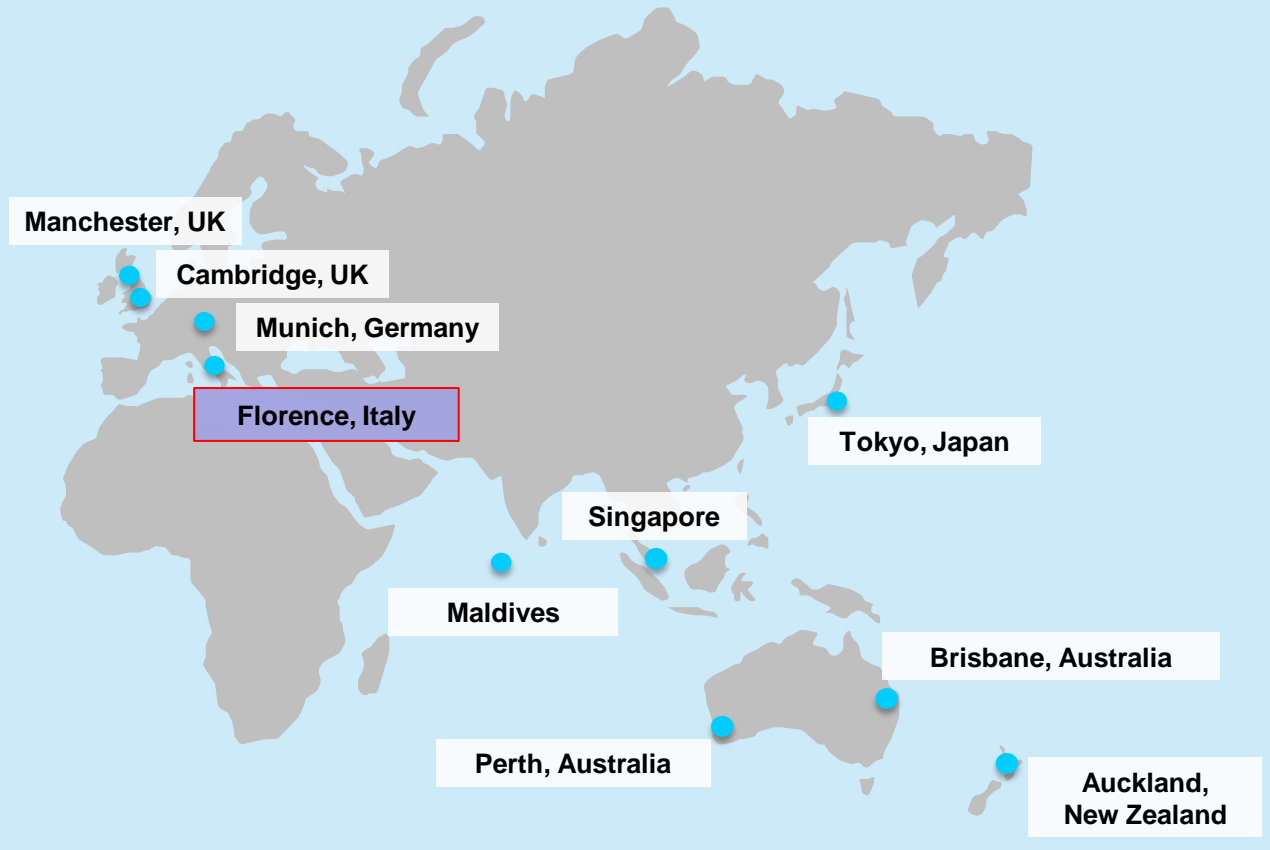 Manchester, UK
Cambridge, UK
Munich, Germany
Florence, Italy
Tokyo, Japan
Singapore
Maldives
Brisbane, Australia
Perth, Australia
Auckland,
New Zealand